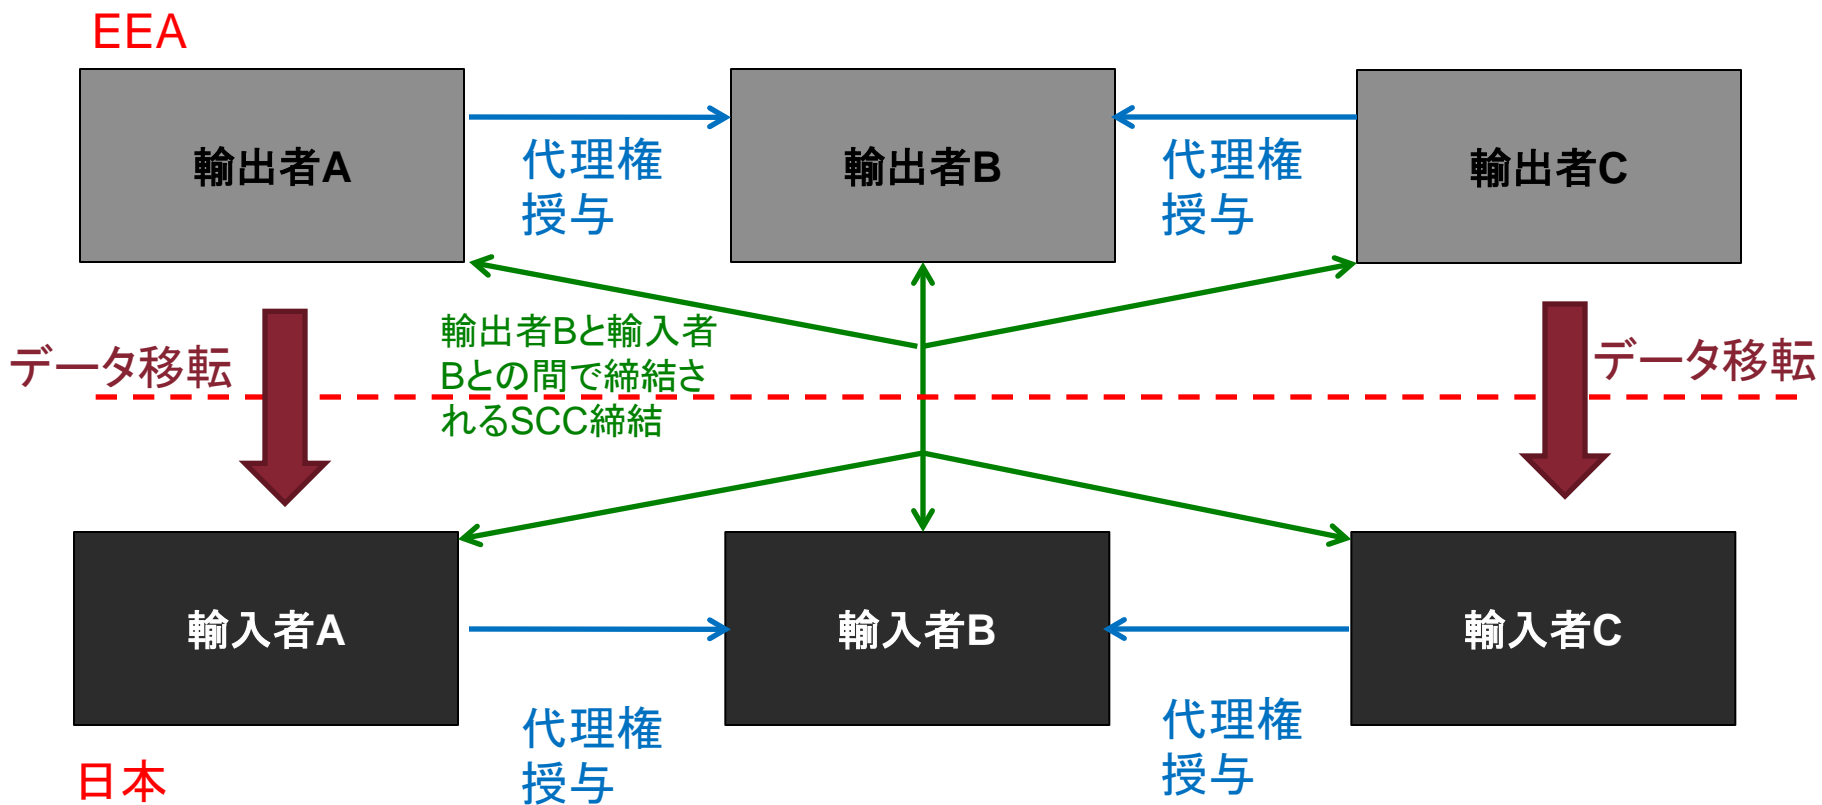 EEA
輸出者A
輸出者B
輸出者C
代理権
授与
代理権
授与
データ移転
輸出者Bと輸入者
Bとの間で締結さ
れるSCC締結
データ移転
輸入者A
輸入者B
輸入者C
代理権
授与
代理権
授与
日本